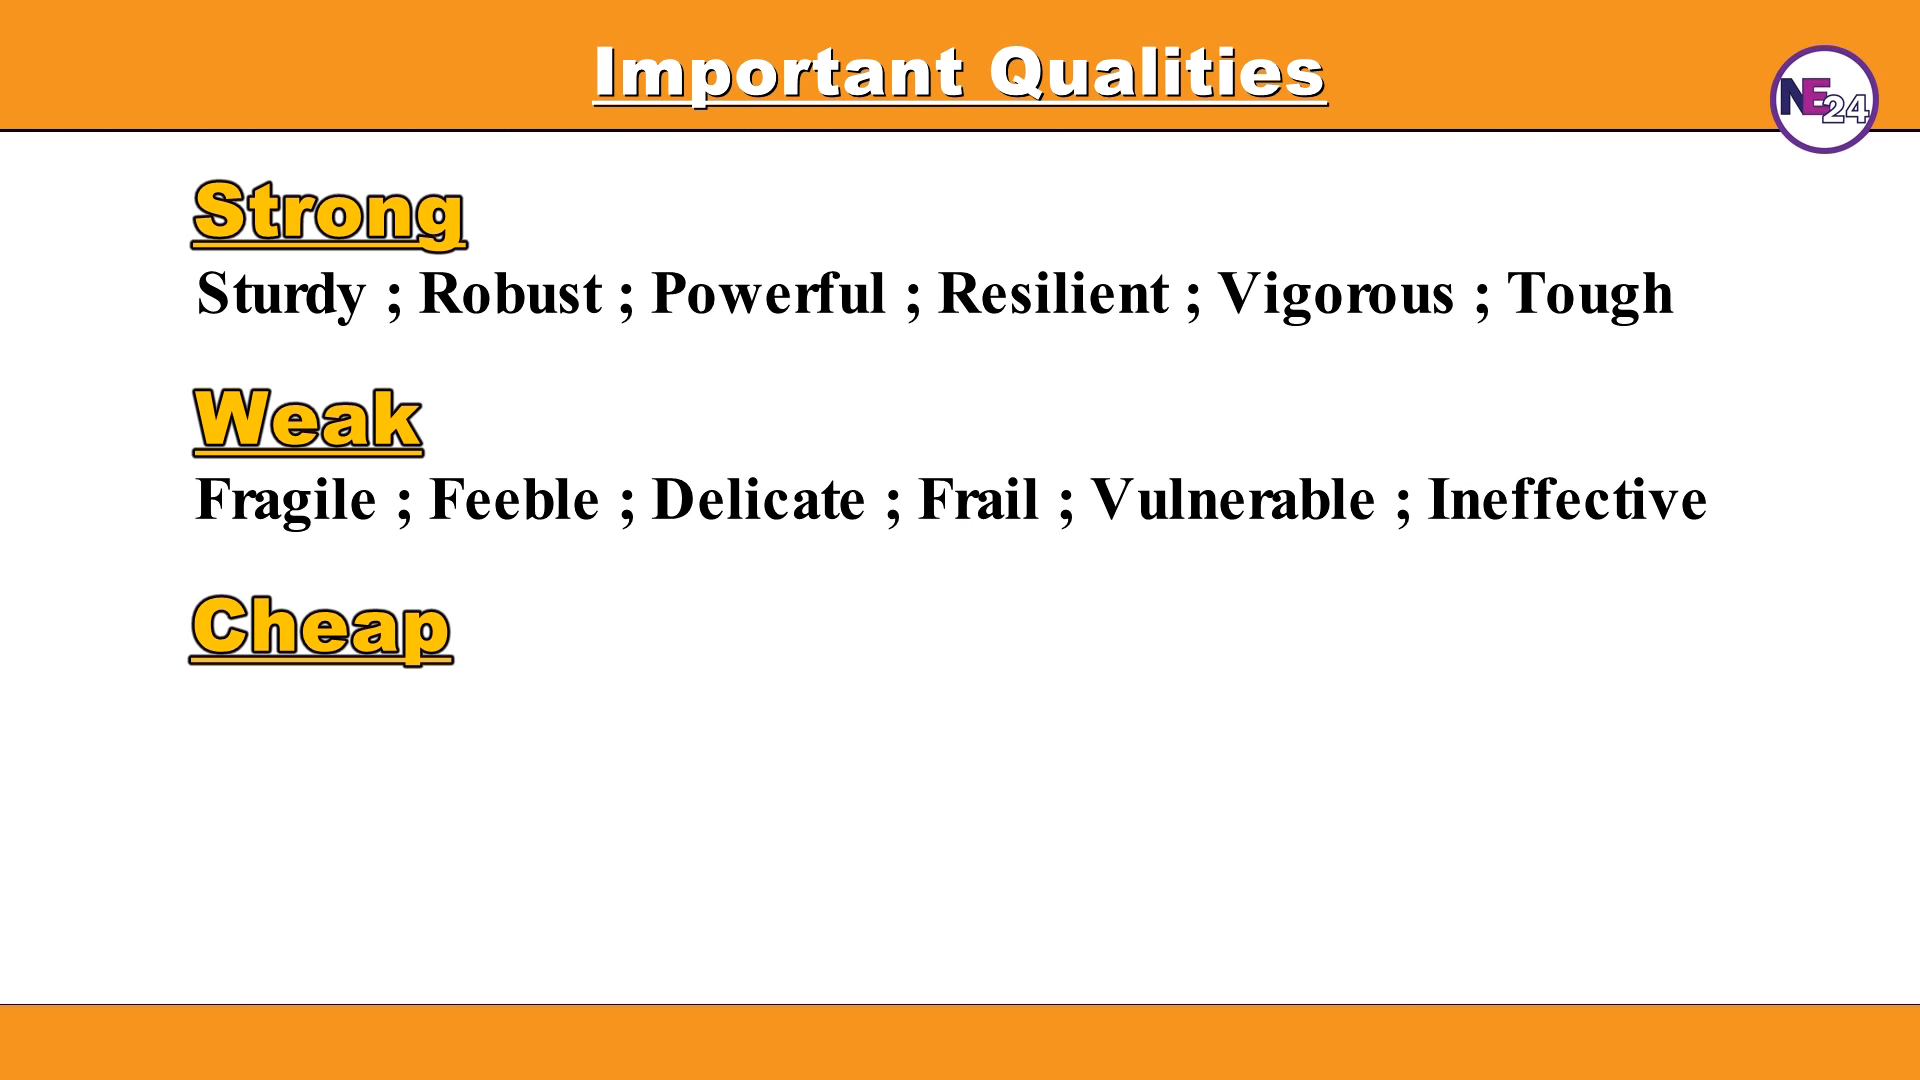 Important Qualities
NE24
Strong
Sturdy ; Robust ; Powerful ; Resilient ; Vigorous ; Tough
Weak
Fragile ; Feeble ; Delicate ; Frail ; Vulnerable ; Ineffective
Cheap